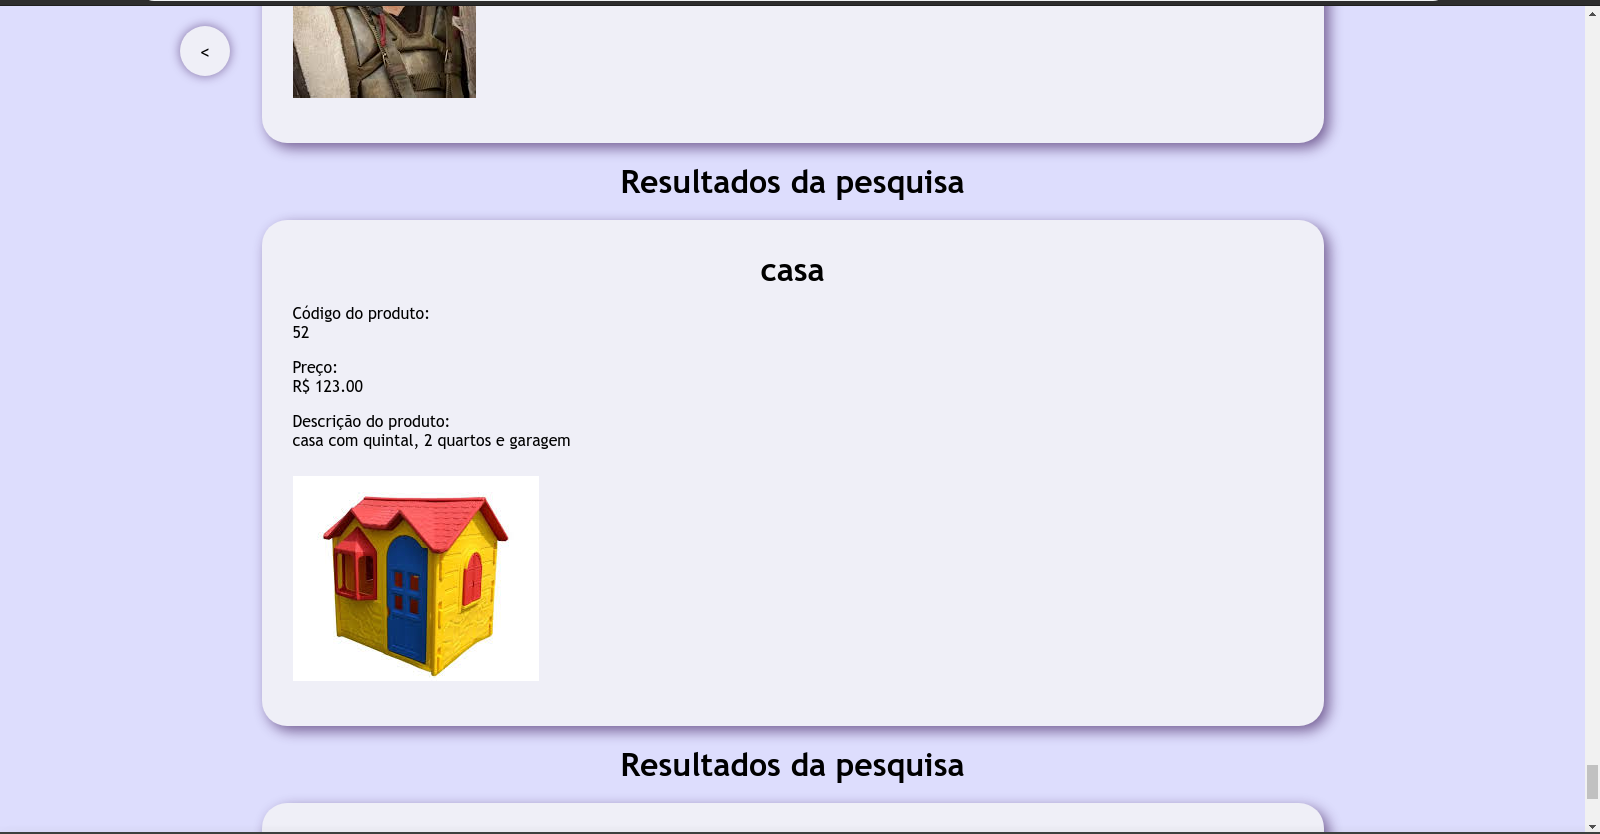 <
Resultados da pesquisa
casa
Código do produto:
52
Preço:
R$ 123.00
Descrição do produto:
casa com quintal, 2 quartos e garagem
Resultados da pesquisa